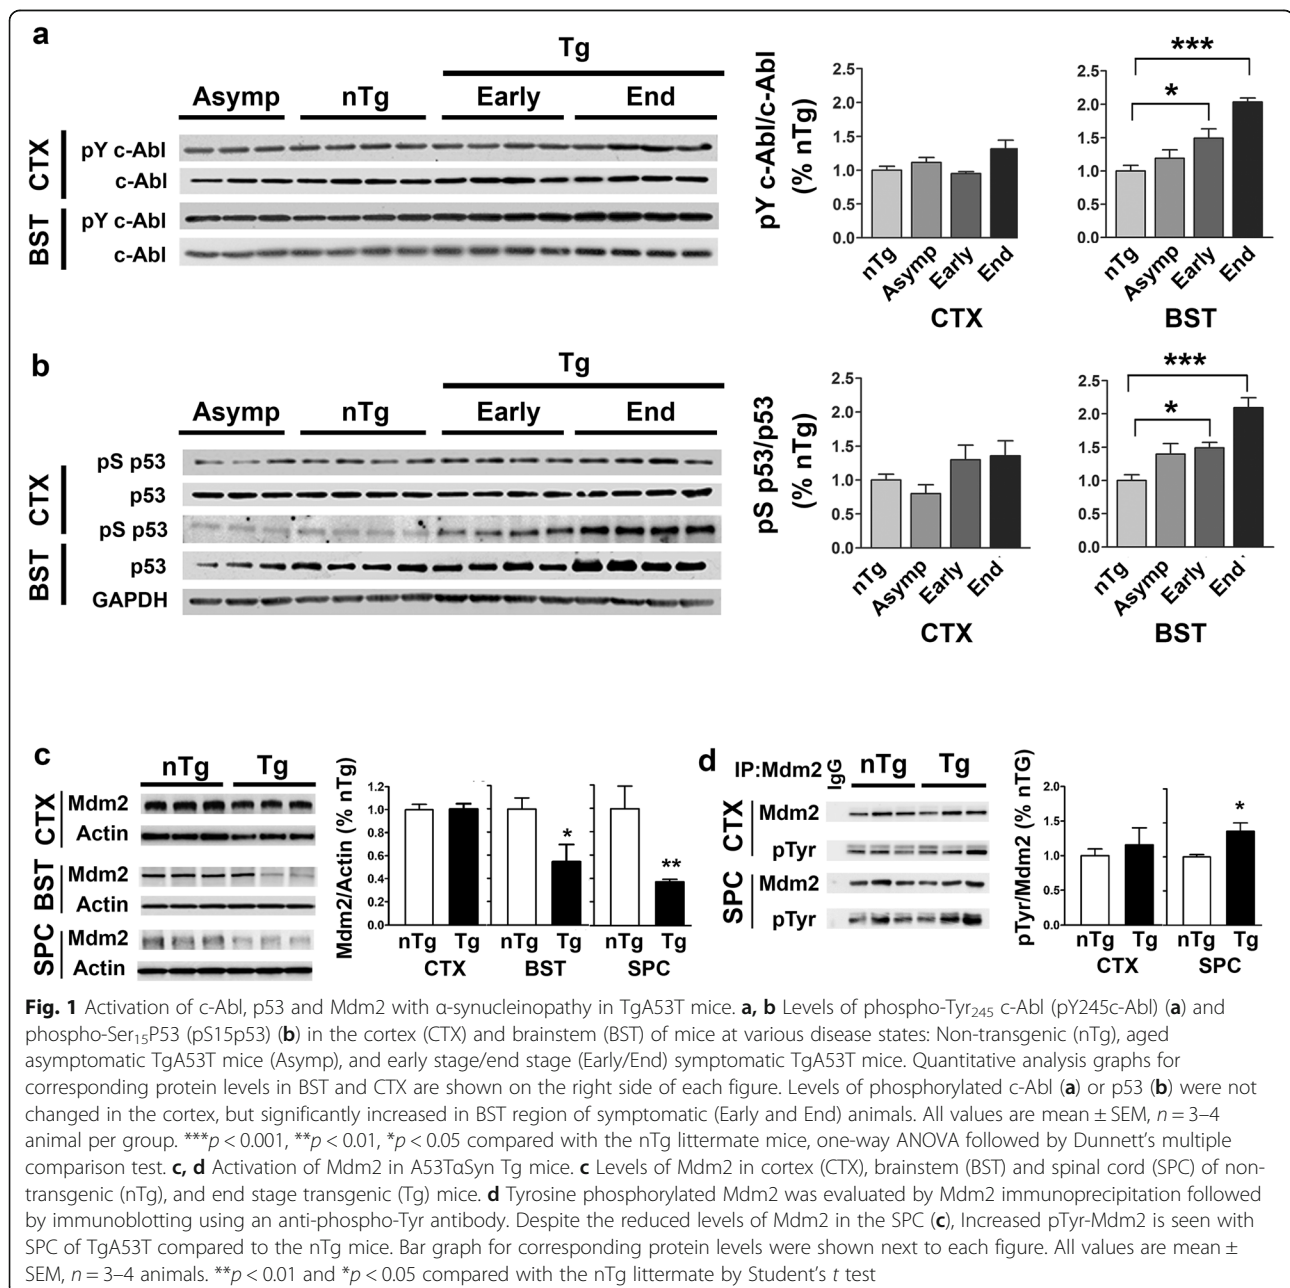 a
Tg
Asymp nTg Early End
CTX
pY c-Abl
c-Abl
BST
pY c-Abl
c-Abl
pY c-Abl/c-Abl
(% nTg)
2.5
2.0
1.5
1.0
0.5
0.0
nTg Asymp Early End
CTX
***
*
2.5
2.0
1.5
1.0
0.5
0.0
nTg Asymp Early End
BST
b
Tg
Asymp nTg Early End
CTX
pS p53
p53
pS p53
BST
p53
GAPDH
pS p53/p53
(% nTg)
2.5
2.0
1.5
1.0
0.5
0.0
nTg Asymp Early End
CTX
***
*
2.5
2.0
1.5
1.0
0.5
0.0
nTg Asymp Early End
BST
c
nTg Tg
CTX
Mdm2
Actin
BST
Mdm2
Actin
SPC
Mdm2
Actin
Mdm2/Actin (% nTg)
1.2
1.0
0.8
0.6
0.4
0.2
0.0
* **
nTg Tg nTg Tg nTg Tg
CTX BST SPC
d
IP:Mdm2 IgG nTg Tg
CTX
Mdm2
pTyr
SPC
Mdm2
pTyr
pTyr/Mdm2 (% nTG)
2.0
1.5
1.0
0.5
0.0
*
nTg Tg nTg Tg
CTX SPC
Fig. 1 Activation of c-Abl, p53 and Mdm2 with α-synucleinopathy in TgA53T mice. a, b Levels of phospho-Tyr245 c-Abl (pY245c-Abl) (a) and
phospho-Ser15P53 (pS15p53) (b) in the cortex (CTX) and brainstem (BST) of mice at various disease states: Non-transgenic (nTg), aged
asymptomatic TgA53T mice (Asymp), and early stage/end stage (Early/End) symptomatic TgA53T mice. Quantitative analysis graphs for
corresponding protein levels in BST and CTX are shown on the right side of each figure. Levels of phosphorylated c-Abl (a) or p53 (b) were not
changed in the cortex, but significantly increased in BST region of symptomatic (Early and End) animals. All values are mean ± SEM, n = 3–4
animal per group. ***p < 0.001, **p < 0.01, *p < 0.05 compared with the nTg littermate mice, one-way ANOVA followed by Dunnett's multiple
comparison test. c, d Activation of Mdm2 in A53TαSyn Tg mice. c Levels of Mdm2 in cortex (CTX), brainstem (BST) and spinal cord (SPC) of non-
transgenic (nTg), and end stage transgenic (Tg) mice. d Tyrosine phosphorylated Mdm2 was evaluated by Mdm2 immunoprecipitation followed
by immunoblotting using an anti-phospho-Tyr antibody. Despite the reduced levels of Mdm2 in the SPC (c), Increased pTyr-Mdm2 is seen with
SPC of TgA53T compared to the nTg mice. Bar graph for corresponding protein levels were shown next to each figure. All values are mean ±
SEM, n = 3–4 animals. **p < 0.01 and *p < 0.05 compared with the nTg littermate by Student's t test